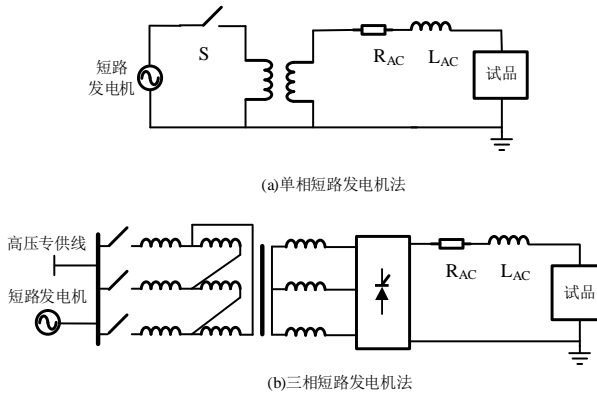 S
短路
发电机
R_AC
L_AC
试品
(a)单相短路发电机法
高压专供线
短路发电机
R_AC
L_AC
试品
(b)三相短路发电机法